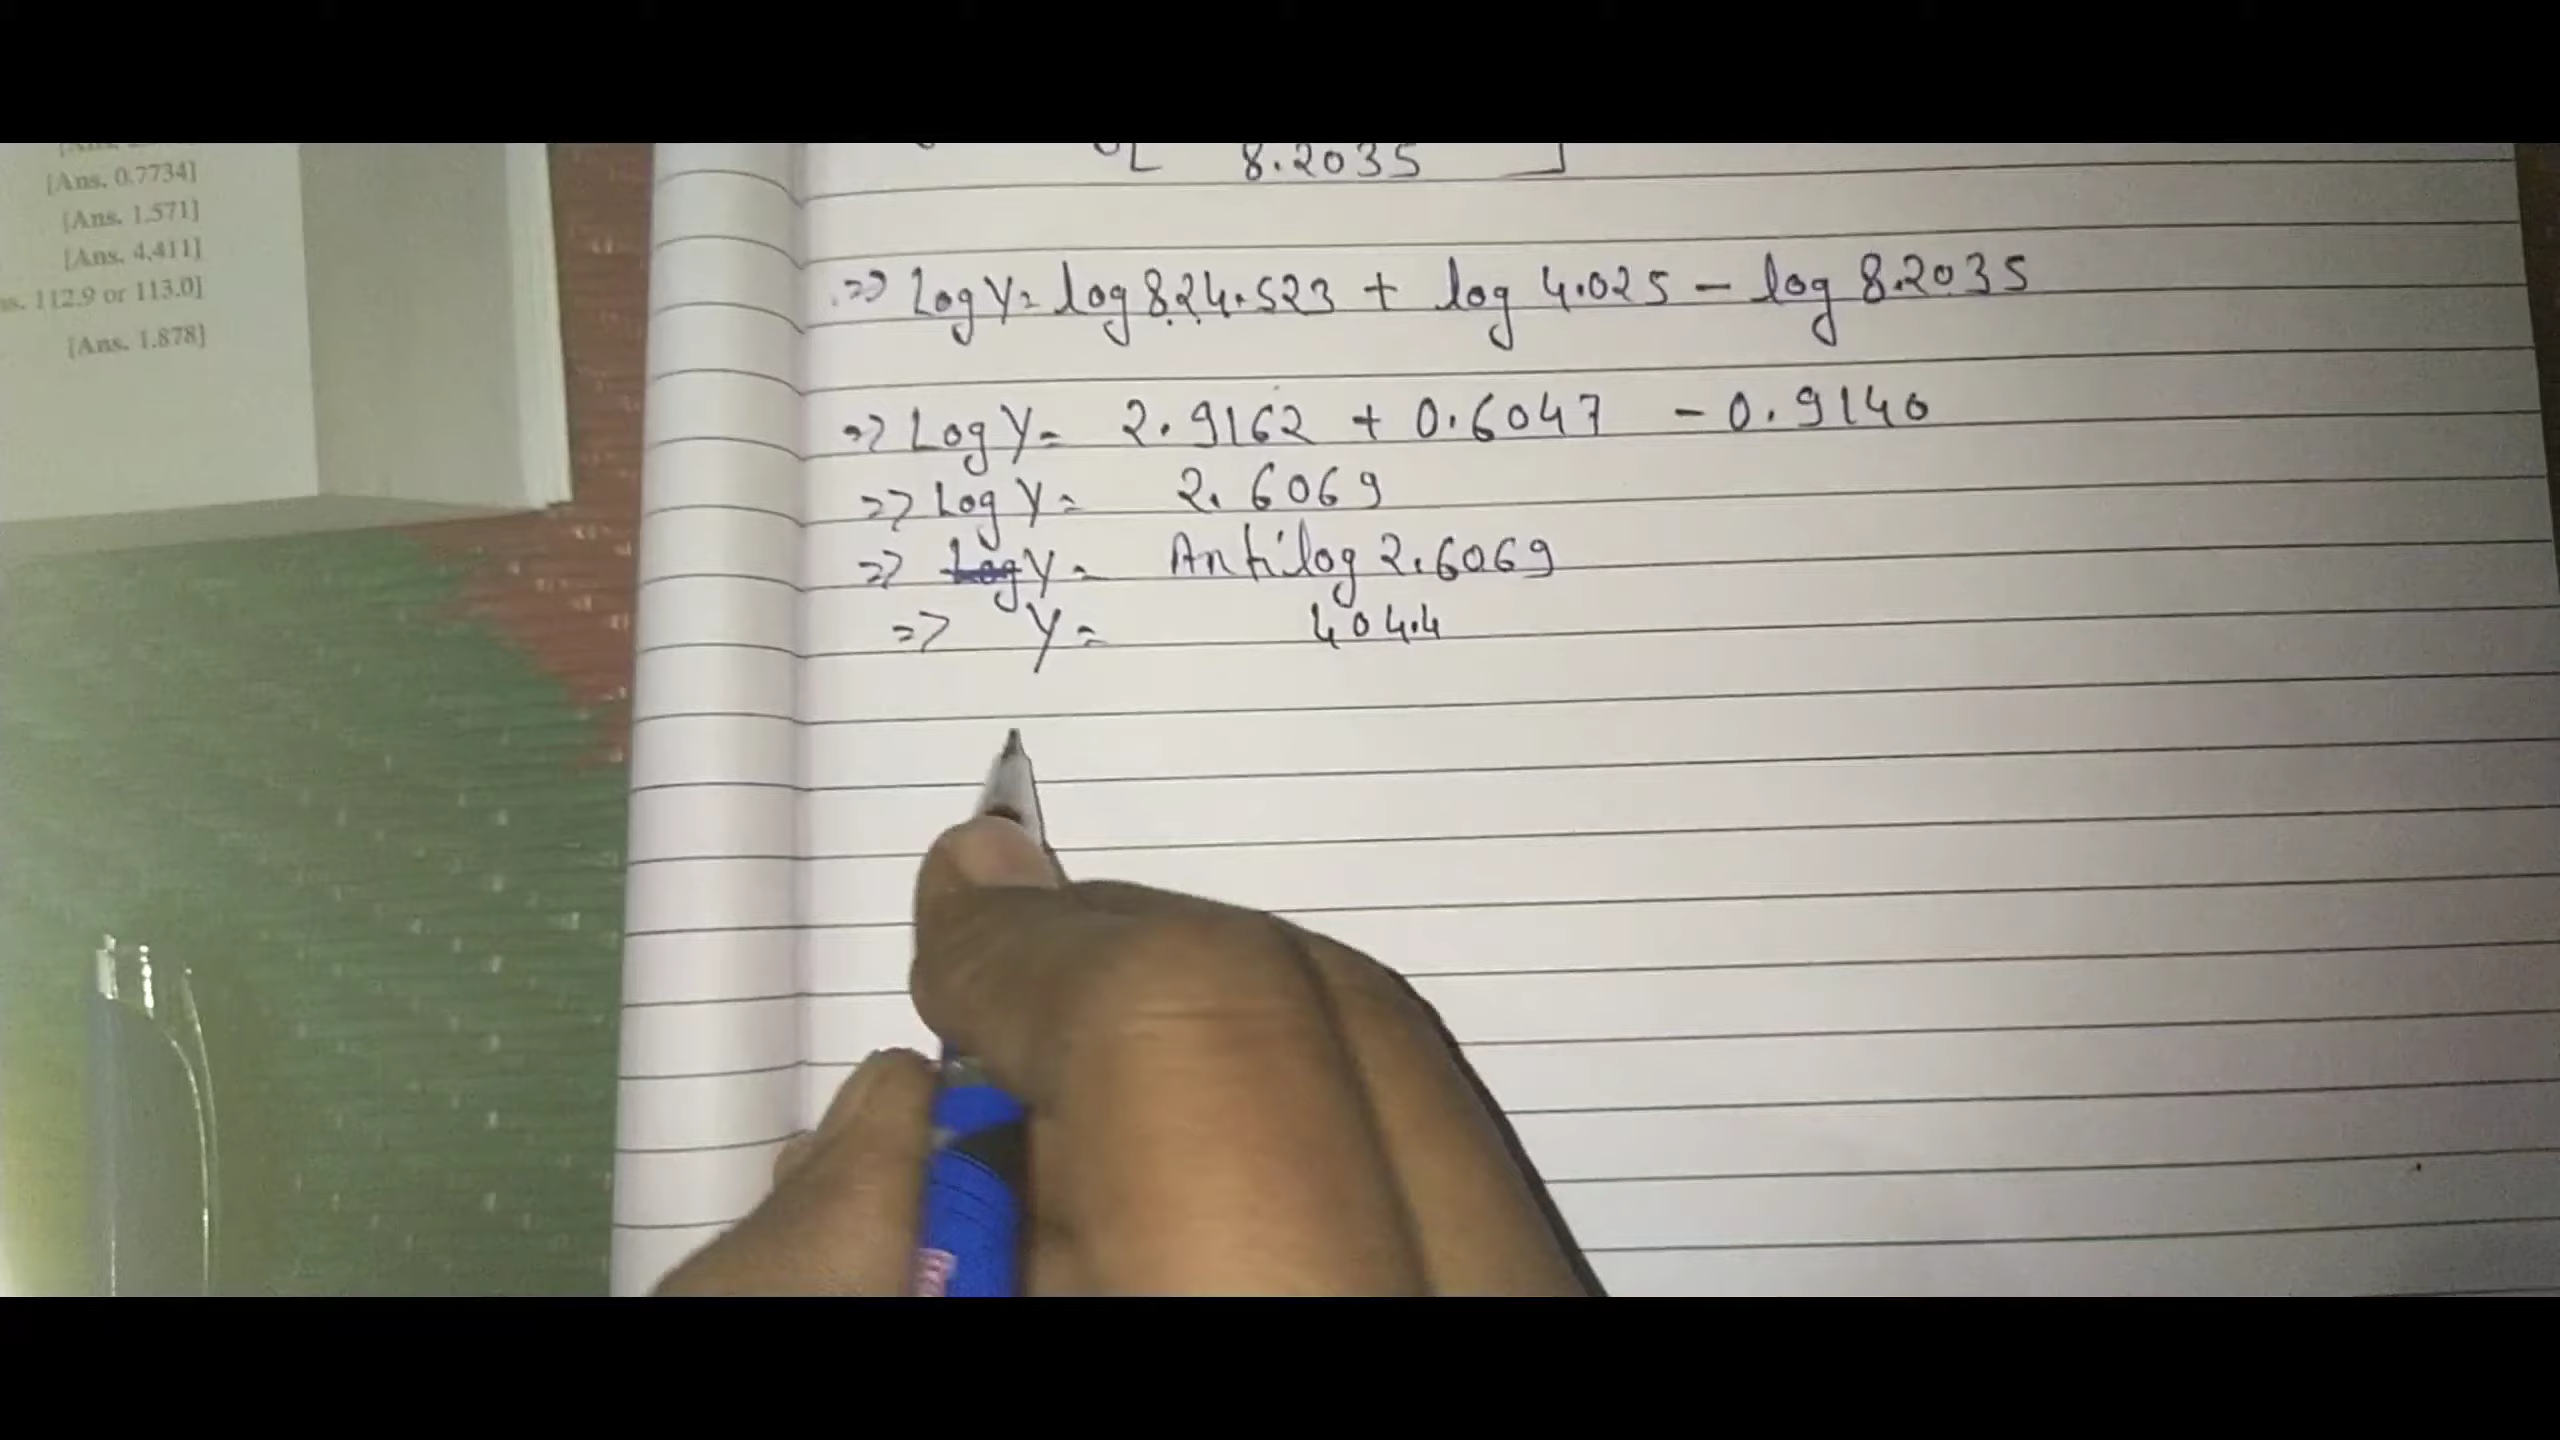 [Ans. 0.7734]
[Ans. 1.571]
[Ans. 4.411]
112.9 or 113.0]
[Ans. 1.878]
8.2035 ]
=> Log Y = log 824.523 + log 4.025 - log 8.2035
=> Log Y = 2.9162 + 0.6047 - 0.9140
=> Log Y = 2.6069
=> Log Y = Antilog 2.6069
=> Y = 404.4